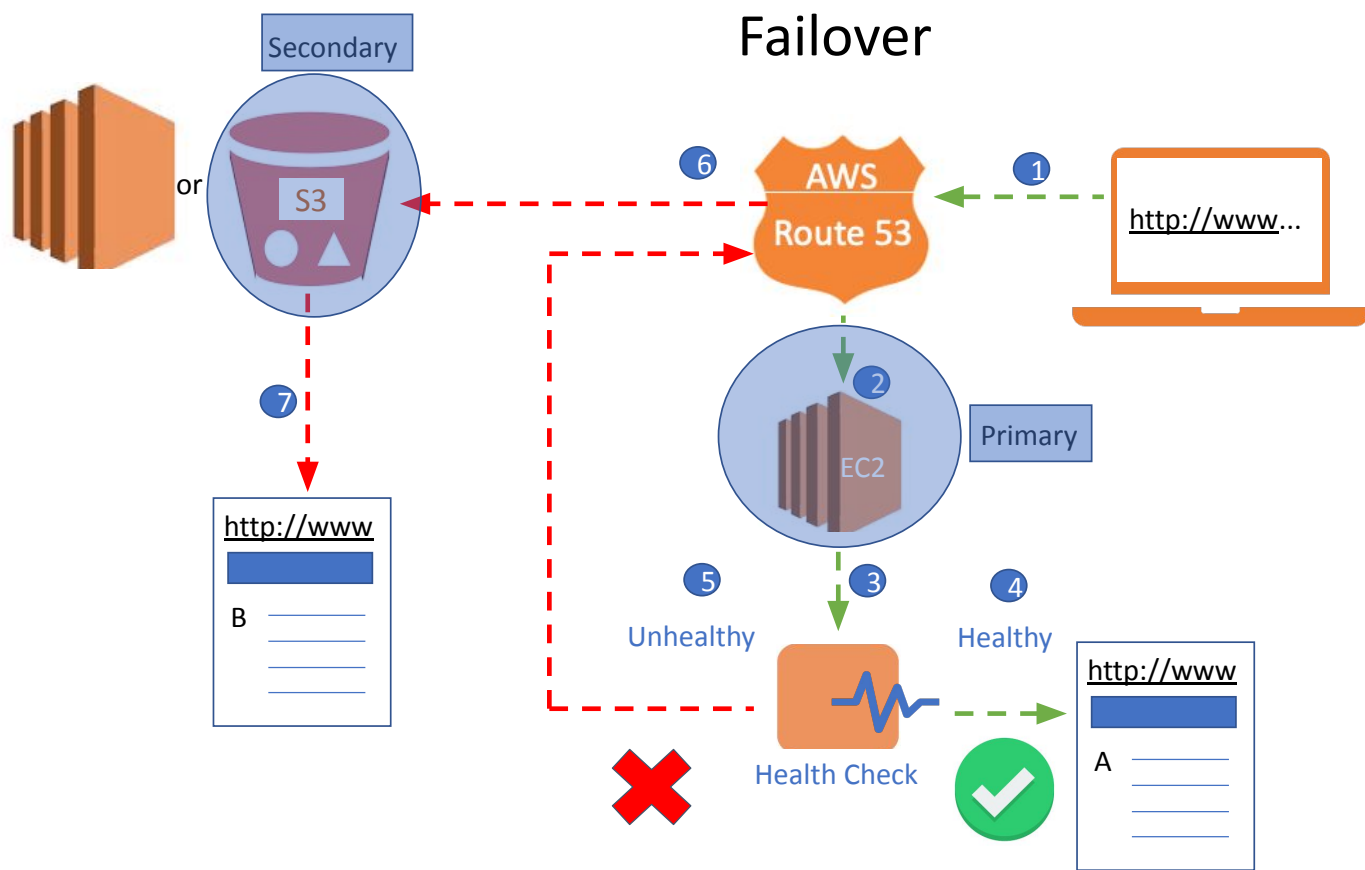 Failover
Secondary
or
S3
6
AWS
Route 53
1
http://www...
2
EC2
Primary
7
http://www
B
5
Unhealthy
3
4
Healthy
Health Check
http://www
A